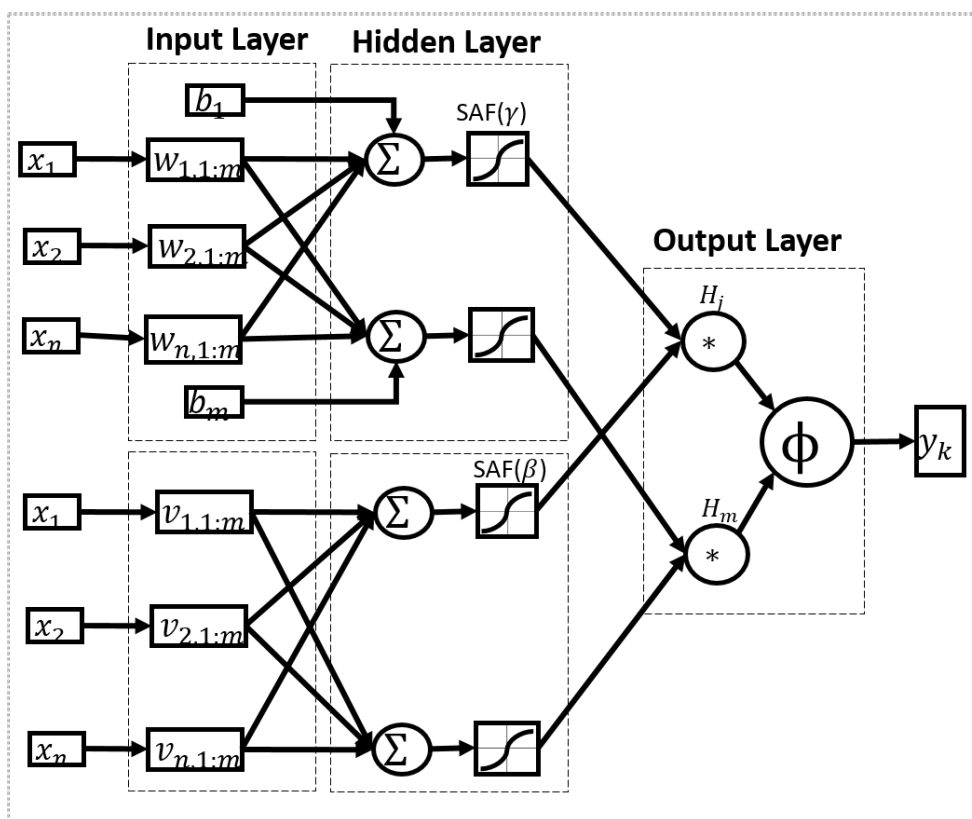 Input Layer
Hidden Layer
b₁
SAF(γ)
x₁
w₁,₁:ₘ
Σ
x₂
w₂,₁:ₘ
Output Layer
Hⱼ
xₙ
wₙ,₁:ₘ
Σ
*
bₘ
ϕ
yₖ
SAF(β)
x₁
v₁,₁:ₘ
Σ
Hₘ
*
x₂
v₂,₁:ₘ
xₙ
vₙ,₁:ₘ
Σ